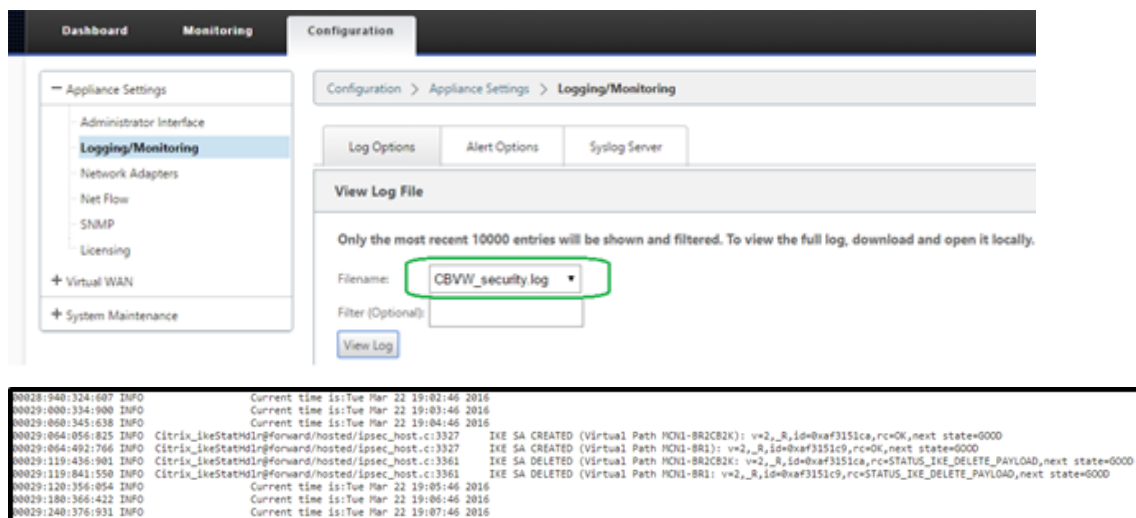 Dashboard Monitoring Configuration
− Appliance Settings
Administrator Interface
Logging/Monitoring
Network Adapters
Net Flow
SNMP
Licensing
+ Virtual WAN
+ System Maintenance
Configuration > Appliance Settings > Logging/Monitoring
Log Options Alert Options Syslog Server
View Log File
Only the most recent 10000 entries will be shown and filtered. To view the full log, download and open it locally.
Filename: CBVW_security.log
Filter (Optional):
View Log
00028:940:324:607 INFO Current time is:Tue Mar 22 19:02:46 2016
00029:000:334:900 INFO Current time is:Tue Mar 22 19:03:46 2016
00029:060:345:638 INFO Current time is:Tue Mar 22 19:04:46 2016
00029:064:056:825 INFO Citrix_ikeStatHdlr@forward/hosted/ipsec_host.c:3327 IKE SA CREATED (Virtual Path MCN1-BR2CB2K): v=2,_R,id=0xaf3151ca,rc=OK,next state=GOOD
00029:064:492:766 INFO Citrix_ikeStatHdlr@forward/hosted/ipsec_host.c:3327 IKE SA CREATED (Virtual Path MCN1-BR1): v=2,_R,id=0xaf3151c9,rc=OK,next state=GOOD
00029:119:436:901 INFO Citrix_ikeStatHdlr@forward/hosted/ipsec_host.c:3361 IKE SA DELETED (Virtual Path MCN1-BR2CB2K: v=2,_R,id=0xaf3151ca,rc=STATUS_IKE_DELETE_PAYLOAD,next state=GOOD
00029:119:841:550 INFO Citrix_ikeStatHdlr@forward/hosted/ipsec_host.c:3361 IKE SA DELETED (Virtual Path MCN1-BR1: v=2,_R,id=0xaf3151c9,rc=STATUS_IKE_DELETE_PAYLOAD,next state=GOOD
00029:120:356:054 INFO Current time is:Tue Mar 22 19:05:46 2016
00029:180:366:422 INFO Current time is:Tue Mar 22 19:06:46 2016
00029:240:376:931 INFO Current time is:Tue Mar 22 19:07:46 2016